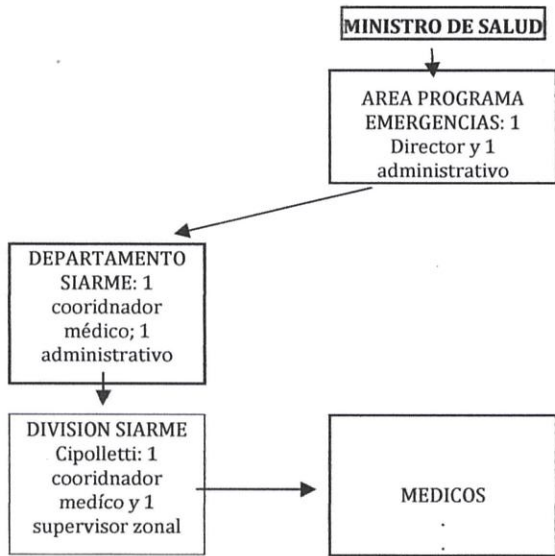 MINISTRO DE SALUD
AREA PROGRAMA
EMERGENCIAS: 1
Director y 1
administrativo
DEPARTAMENTO
SIARME: 1
cooridnador
médico; 1
administrativo
DIVISION SIARME
Cipolletti: 1
cooridnador
medíco y 1
supervisor zonal
MEDICOS
.
.